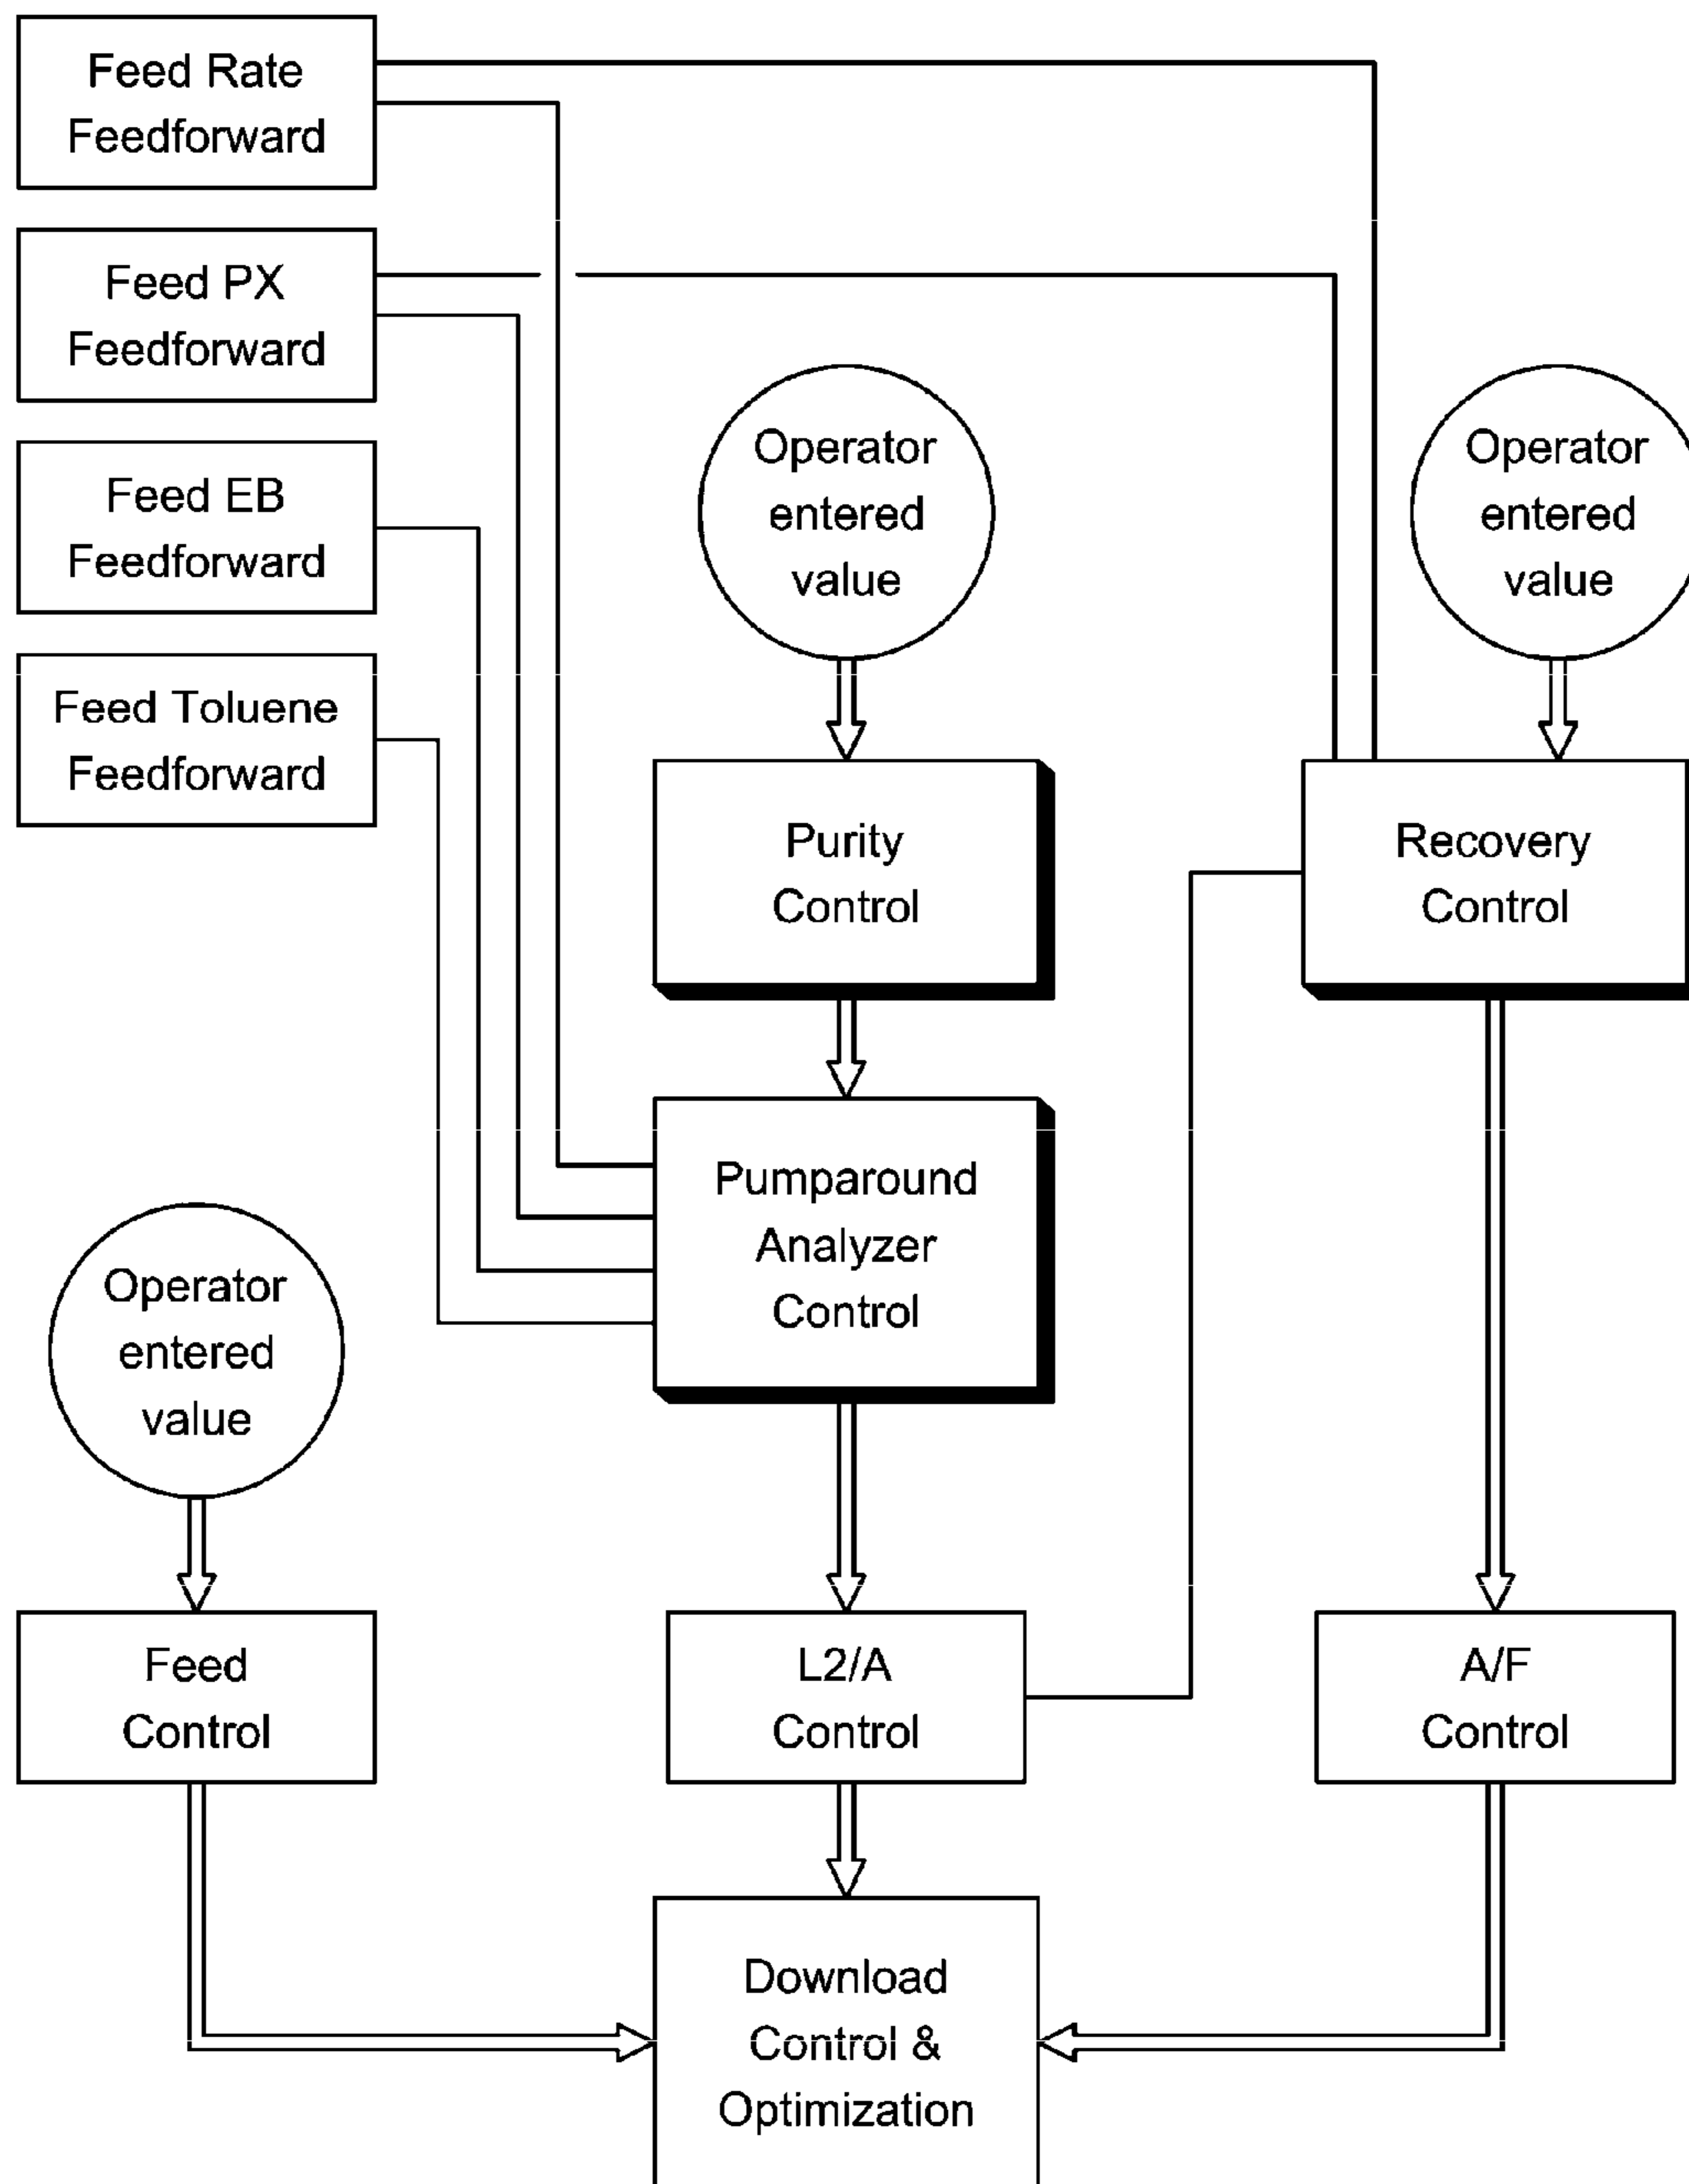 Feed Rate
Feedforward
Feed PX
Feedforward
Feed EB
Feedforward
Feed Toluene
Feedforward
Operator
entered
value
Operator
entered
value
Purity
Control
Recovery
Control
Pumparound
Analyzer
Control
Operator
entered
value
Feed
Control
L2/A
Control
A/F
Control
Download
Control &
Optimization